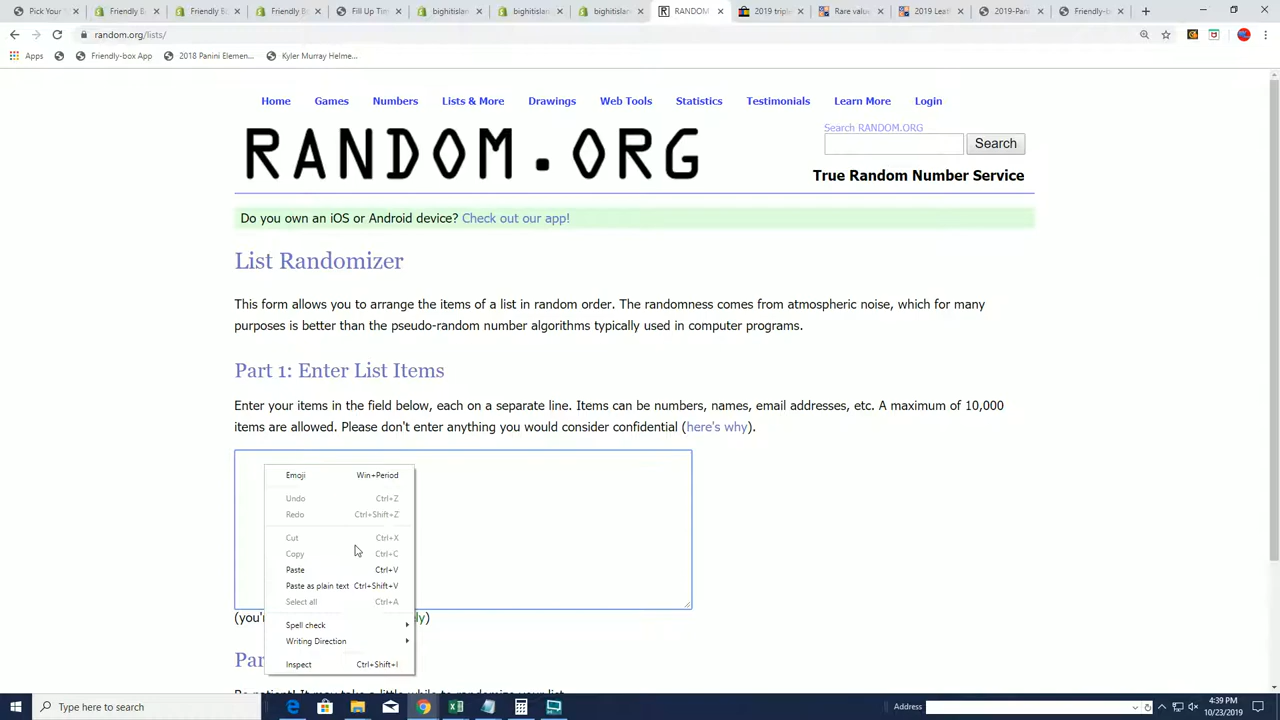 Pick Your
Friendly B
Friendly Bo
Friendly Bo
Fill Up Tim
bighitislan
bighitislan
bighitislan
RANDOM
2019 triple
Rare value
2019 Leaf
2019-Pani
Friendly-b
random.org/lists/
Apps
Friendly-box App
2018 Panini Elemen...
Kyler Murray Helme...
Home
Games
Numbers
Lists & More
Drawings
Web Tools
Statistics
Testimonials
Learn More
Login
RANDOM.ORG
Search RANDOM.ORG
Search
True Random Number Service
Do you own an iOS or Android device? Check out our app!
List Randomizer
This form allows you to arrange the items of a list in random order. The randomness comes from atmospheric noise, which for many
purposes is better than the pseudo-random number algorithms typically used in computer programs.
Part 1: Enter List Items
Enter your items in the field below, each on a separate line. Items can be numbers, names, email addresses, etc. A maximum of 10,000
items are allowed. Please don't enter anything you would consider confidential (here's why).
Emoji Win+Period
Undo Ctrl+Z
Redo Ctrl+Shift+Z
Cut Ctrl+X
Copy Ctrl+C
Paste Ctrl+V
Paste as plain text Ctrl+Shift+V
Select all Ctrl+A
Spell check
Writing Direction
Inspect Ctrl+Shift+I
(you'r ly)
Par
Type here to search
Address
4:39 PM
10/23/2019